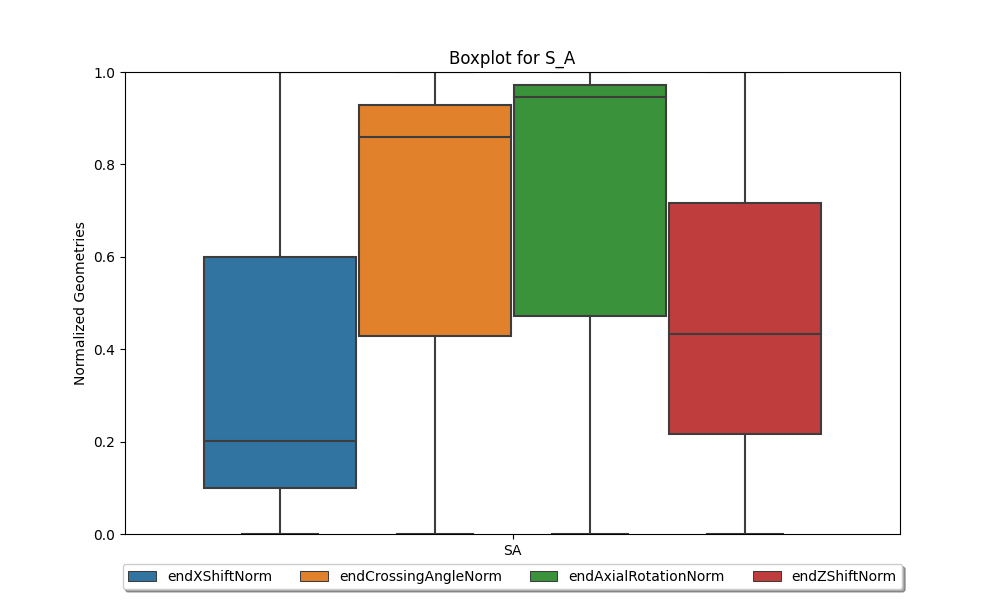 Boxplot for S_A
1.0
0.8
0.6
0.4
0.2
0.0
Normalized Geometries
SA
endXShiftNorm endCrossingAngleNorm endAxialRotationNorm endZShiftNorm